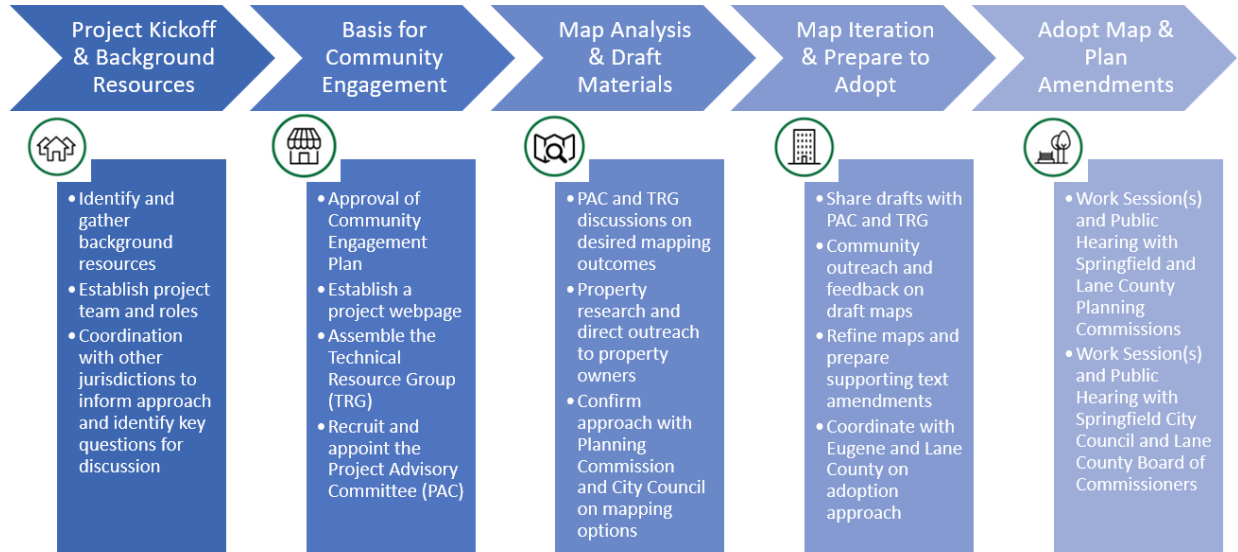 Project Kickoff
& Background
Resources
Basis for
Community
Engagement
Map Analysis
& Draft
Materials
Map Iteration
& Prepare to
Adopt
Adopt Map &
Plan
Amendments
• Identify and
gather
background
resources
• Establish project
team and roles
• Coordination
with other
jurisdictions to
inform approach
and identify key
questions for
discussion
• Approval of
Community
Engagement
Plan
• Establish a
project webpage
• Assemble the
Technical
Resource Group
(TRG)
• Recruit and
appoint the
Project Advisory
Committee (PAC)
• PAC and TRG
discussions on
desired mapping
outcomes
• Property
research and
direct outreach
to property
owners
• Confirm
approach with
Planning
Commission
and City Council
on mapping
options
• Share drafts with
PAC and TRG
• Community
outreach and
feedback on
draft maps
• Refine maps and
prepare
supporting text
amendments
• Coordinate with
Eugene and Lane
County on
adoption
approach
• Work Session(s)
and Public
Hearing with
Springfield and
Lane County
Planning
Commissions
• Work Session(s)
and Public
Hearing with
Springfield City
Council and Lane
County Board of
Commissioners